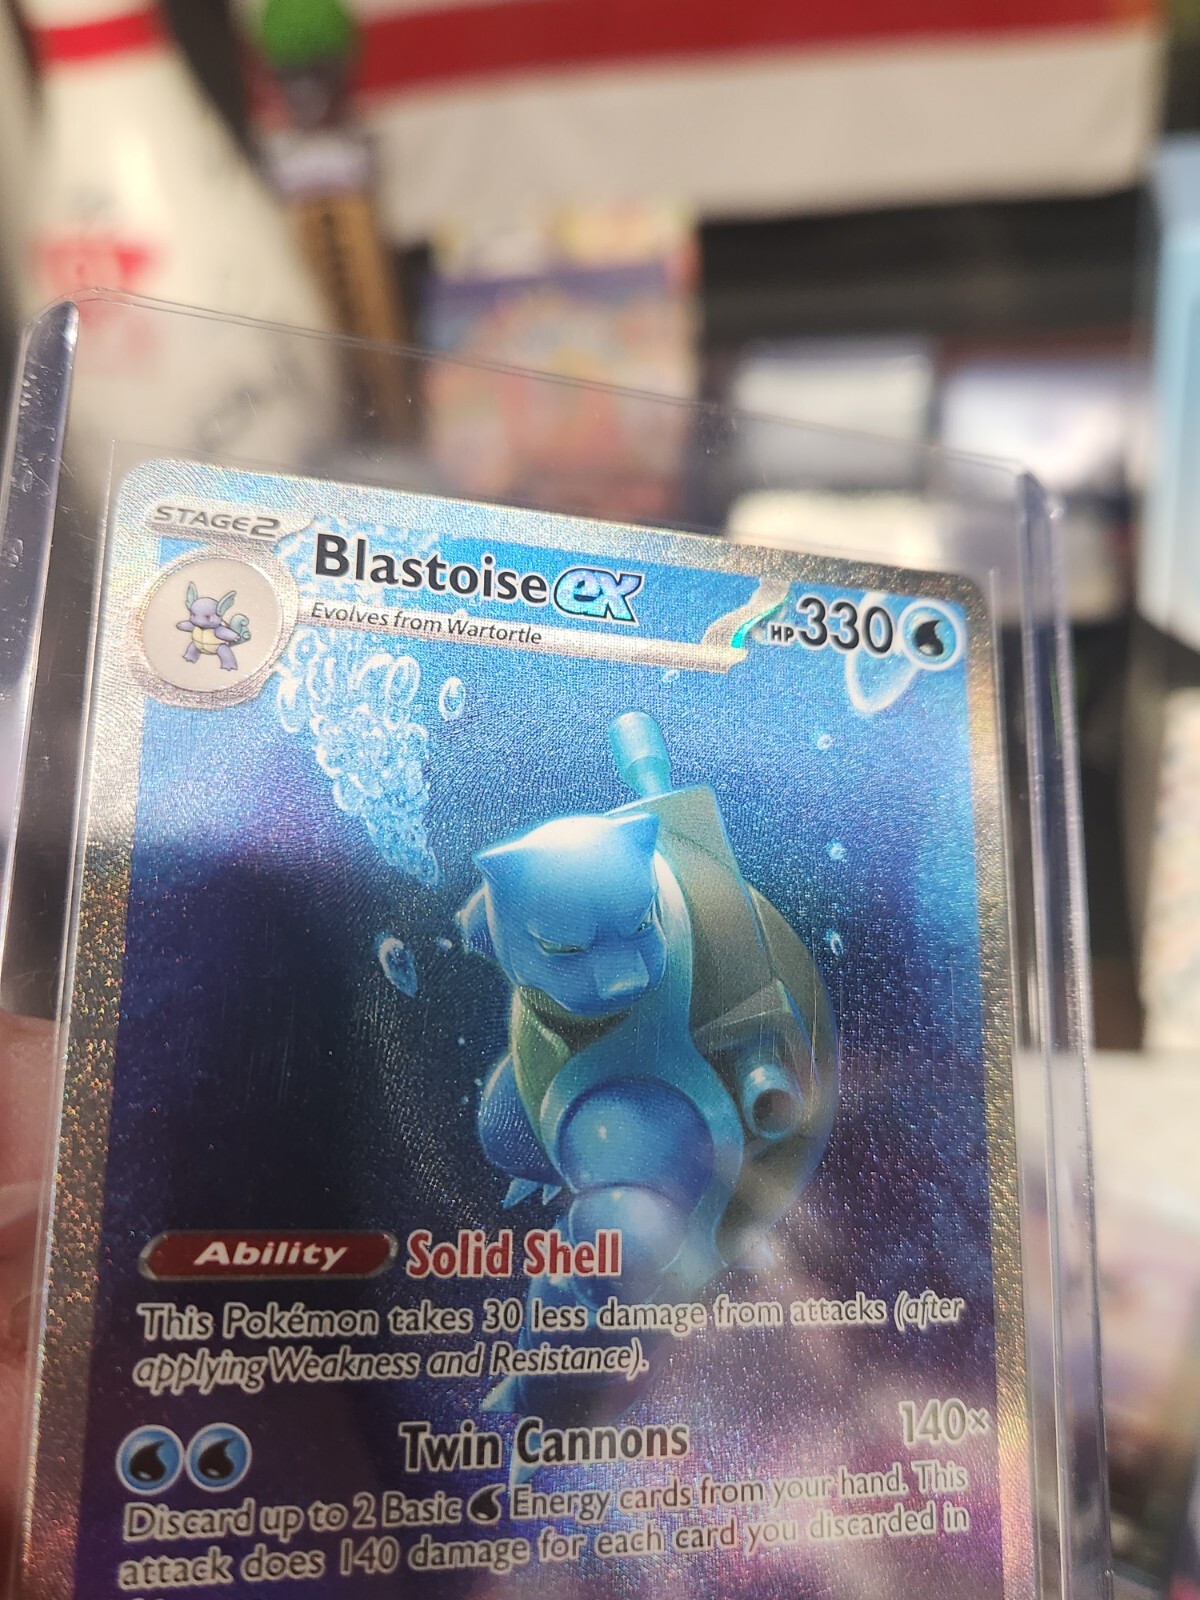 STAGE2
Blastoise ex
Evolves from Wartortle
HP 330
Ability Solid Shell
This Pokémon takes 30 less damage from attacks (after
applying Weakness and Resistance).
Twin Cannons 140×
Discard up to 2 Basic Energy cards from your hand. This
attack does 140 damage for each card you discarded in